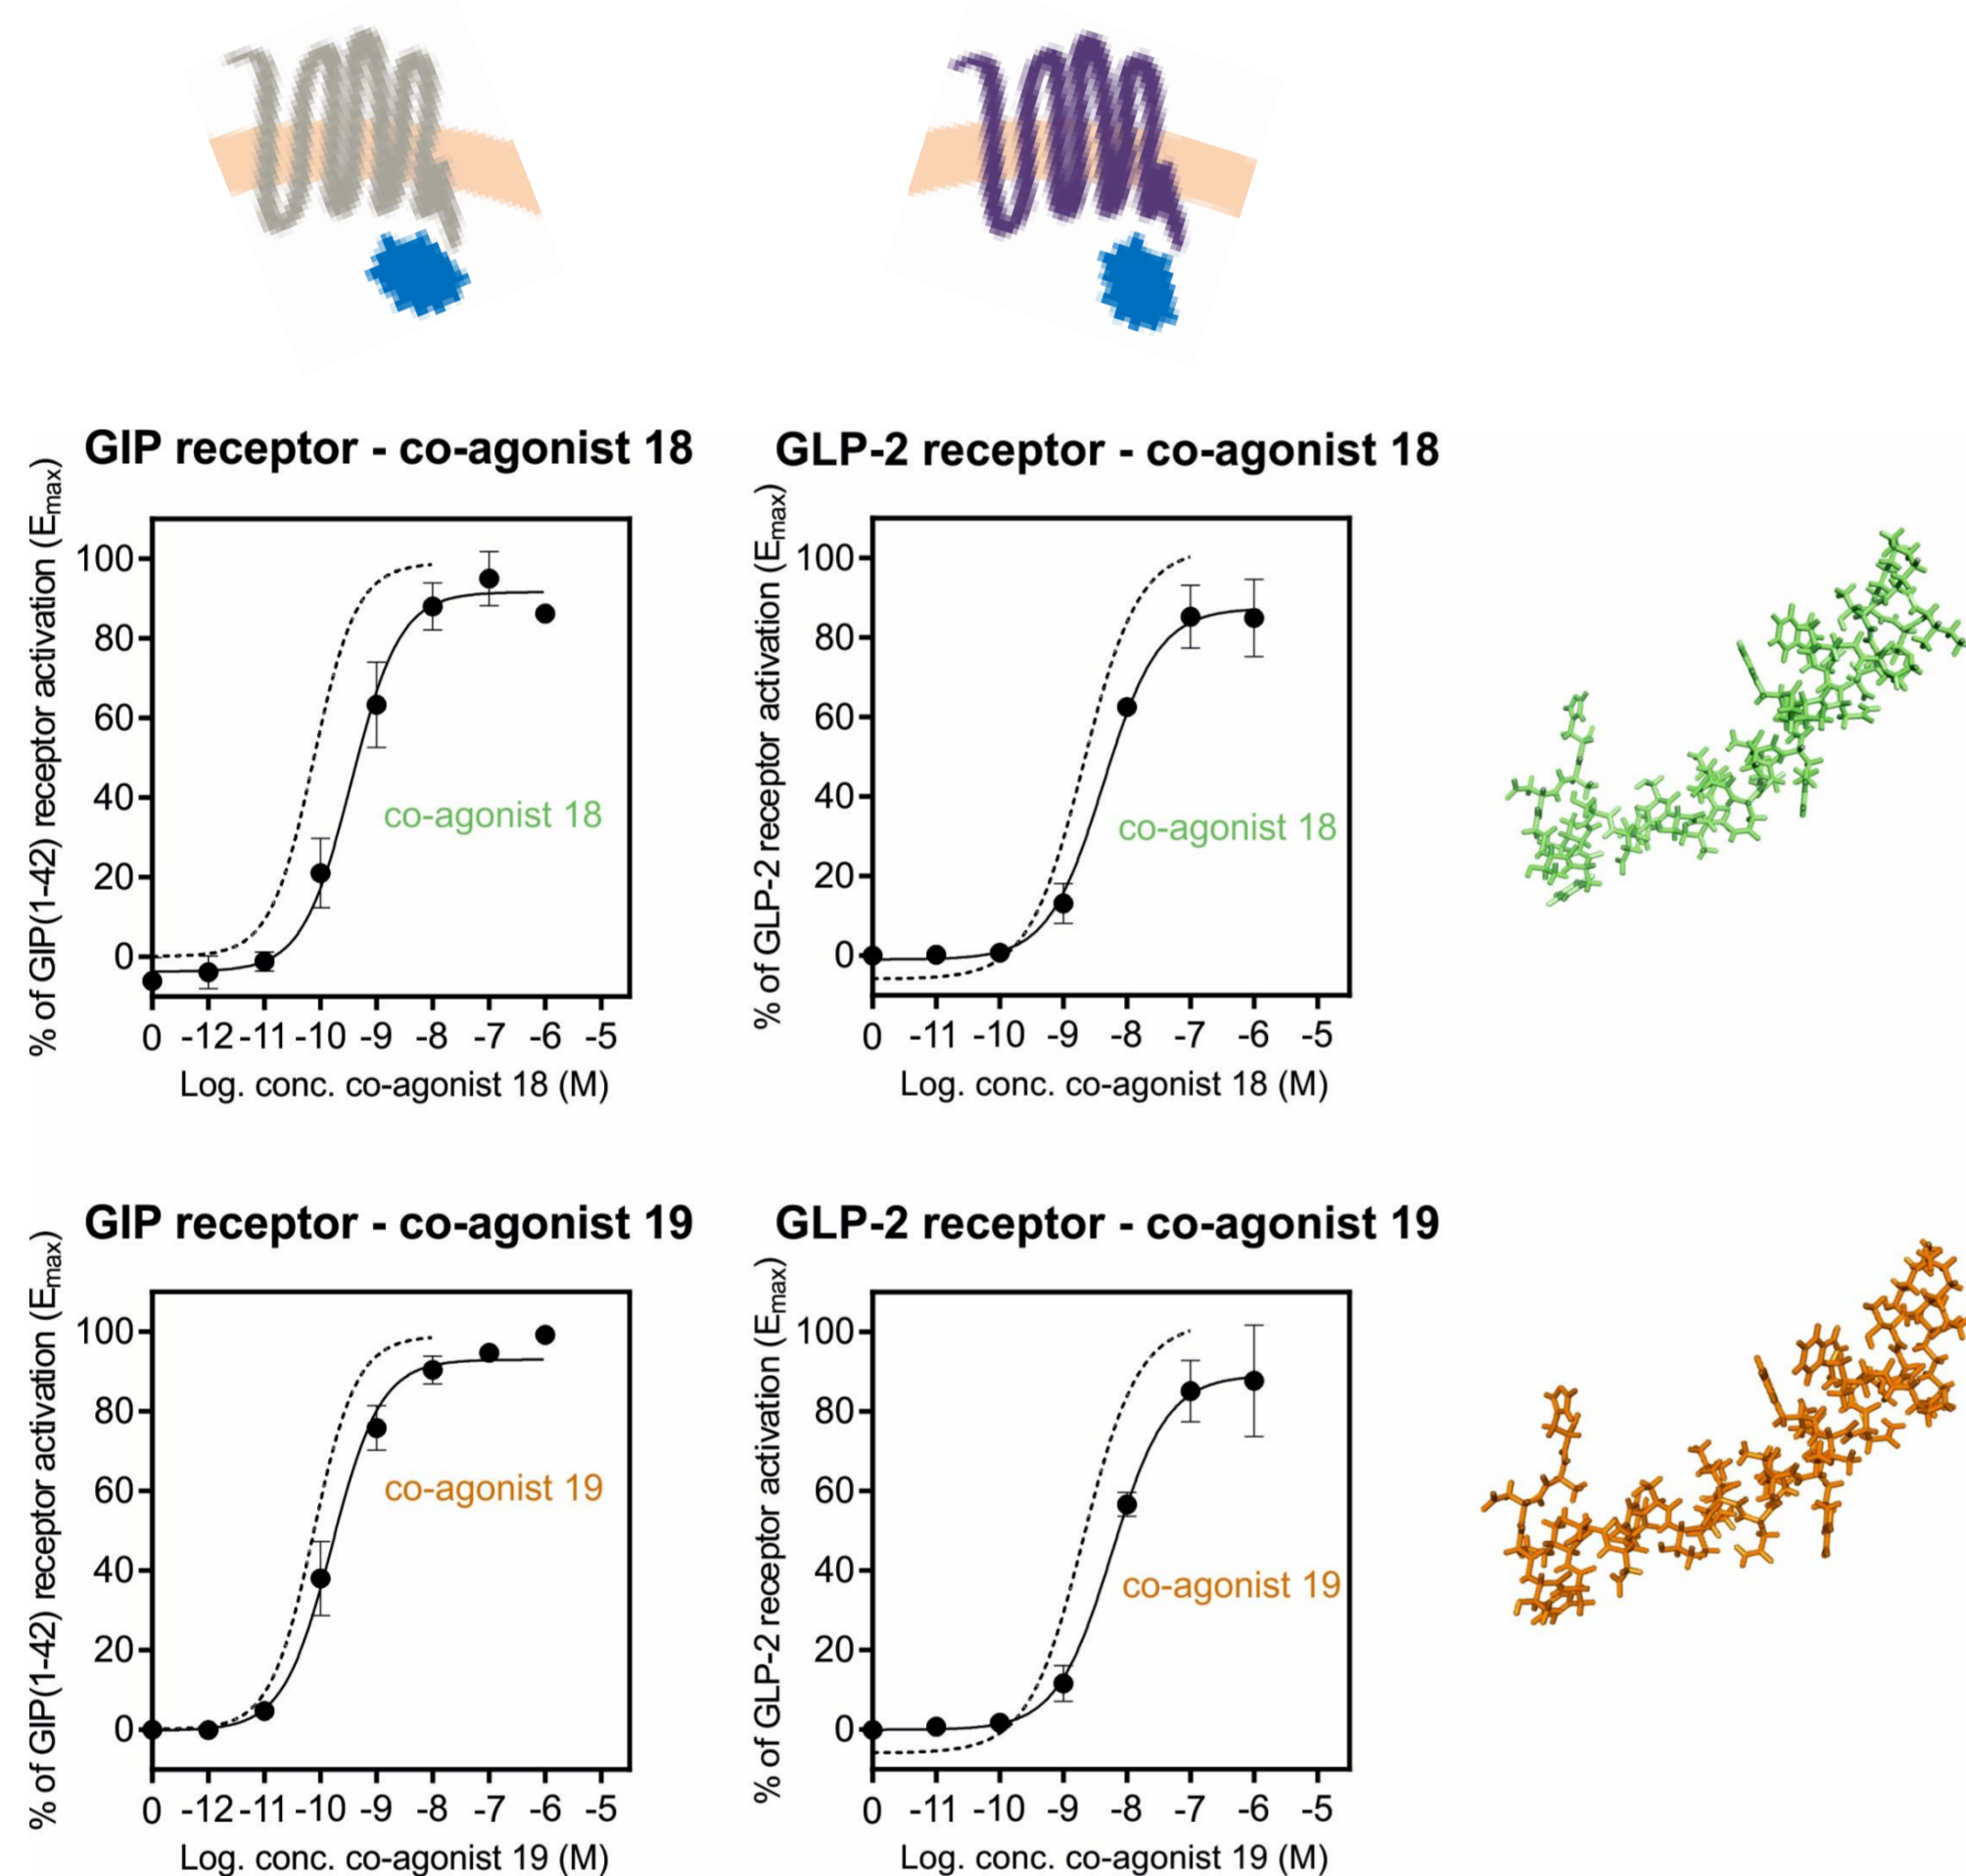 GIP receptor - co-agonist 18
% of GIP(1-42) receptor activation (Emax)
100
80
60
40
20
0
co-agonist 18
0 -12 -11 -10 -9 -8 -7 -6 -5
Log. conc. co-agonist 18 (M)
GLP-2 receptor - co-agonist 18
% of GLP-2 receptor activation (Emax)
100
80
60
40
20
0
co-agonist 18
0 -11 -10 -9 -8 -7 -6 -5
Log. conc. co-agonist 18 (M)
GIP receptor - co-agonist 19
% of GIP(1-42) receptor activation (Emax)
100
80
60
40
20
0
co-agonist 19
0 -12 -11 -10 -9 -8 -7 -6 -5
Log. conc. co-agonist 19 (M)
GLP-2 receptor - co-agonist 19
% of GLP-2 receptor activation (Emax)
100
80
60
40
20
0
co-agonist 19
0 -11 -10 -9 -8 -7 -6 -5
Log. conc. co-agonist 19 (M)